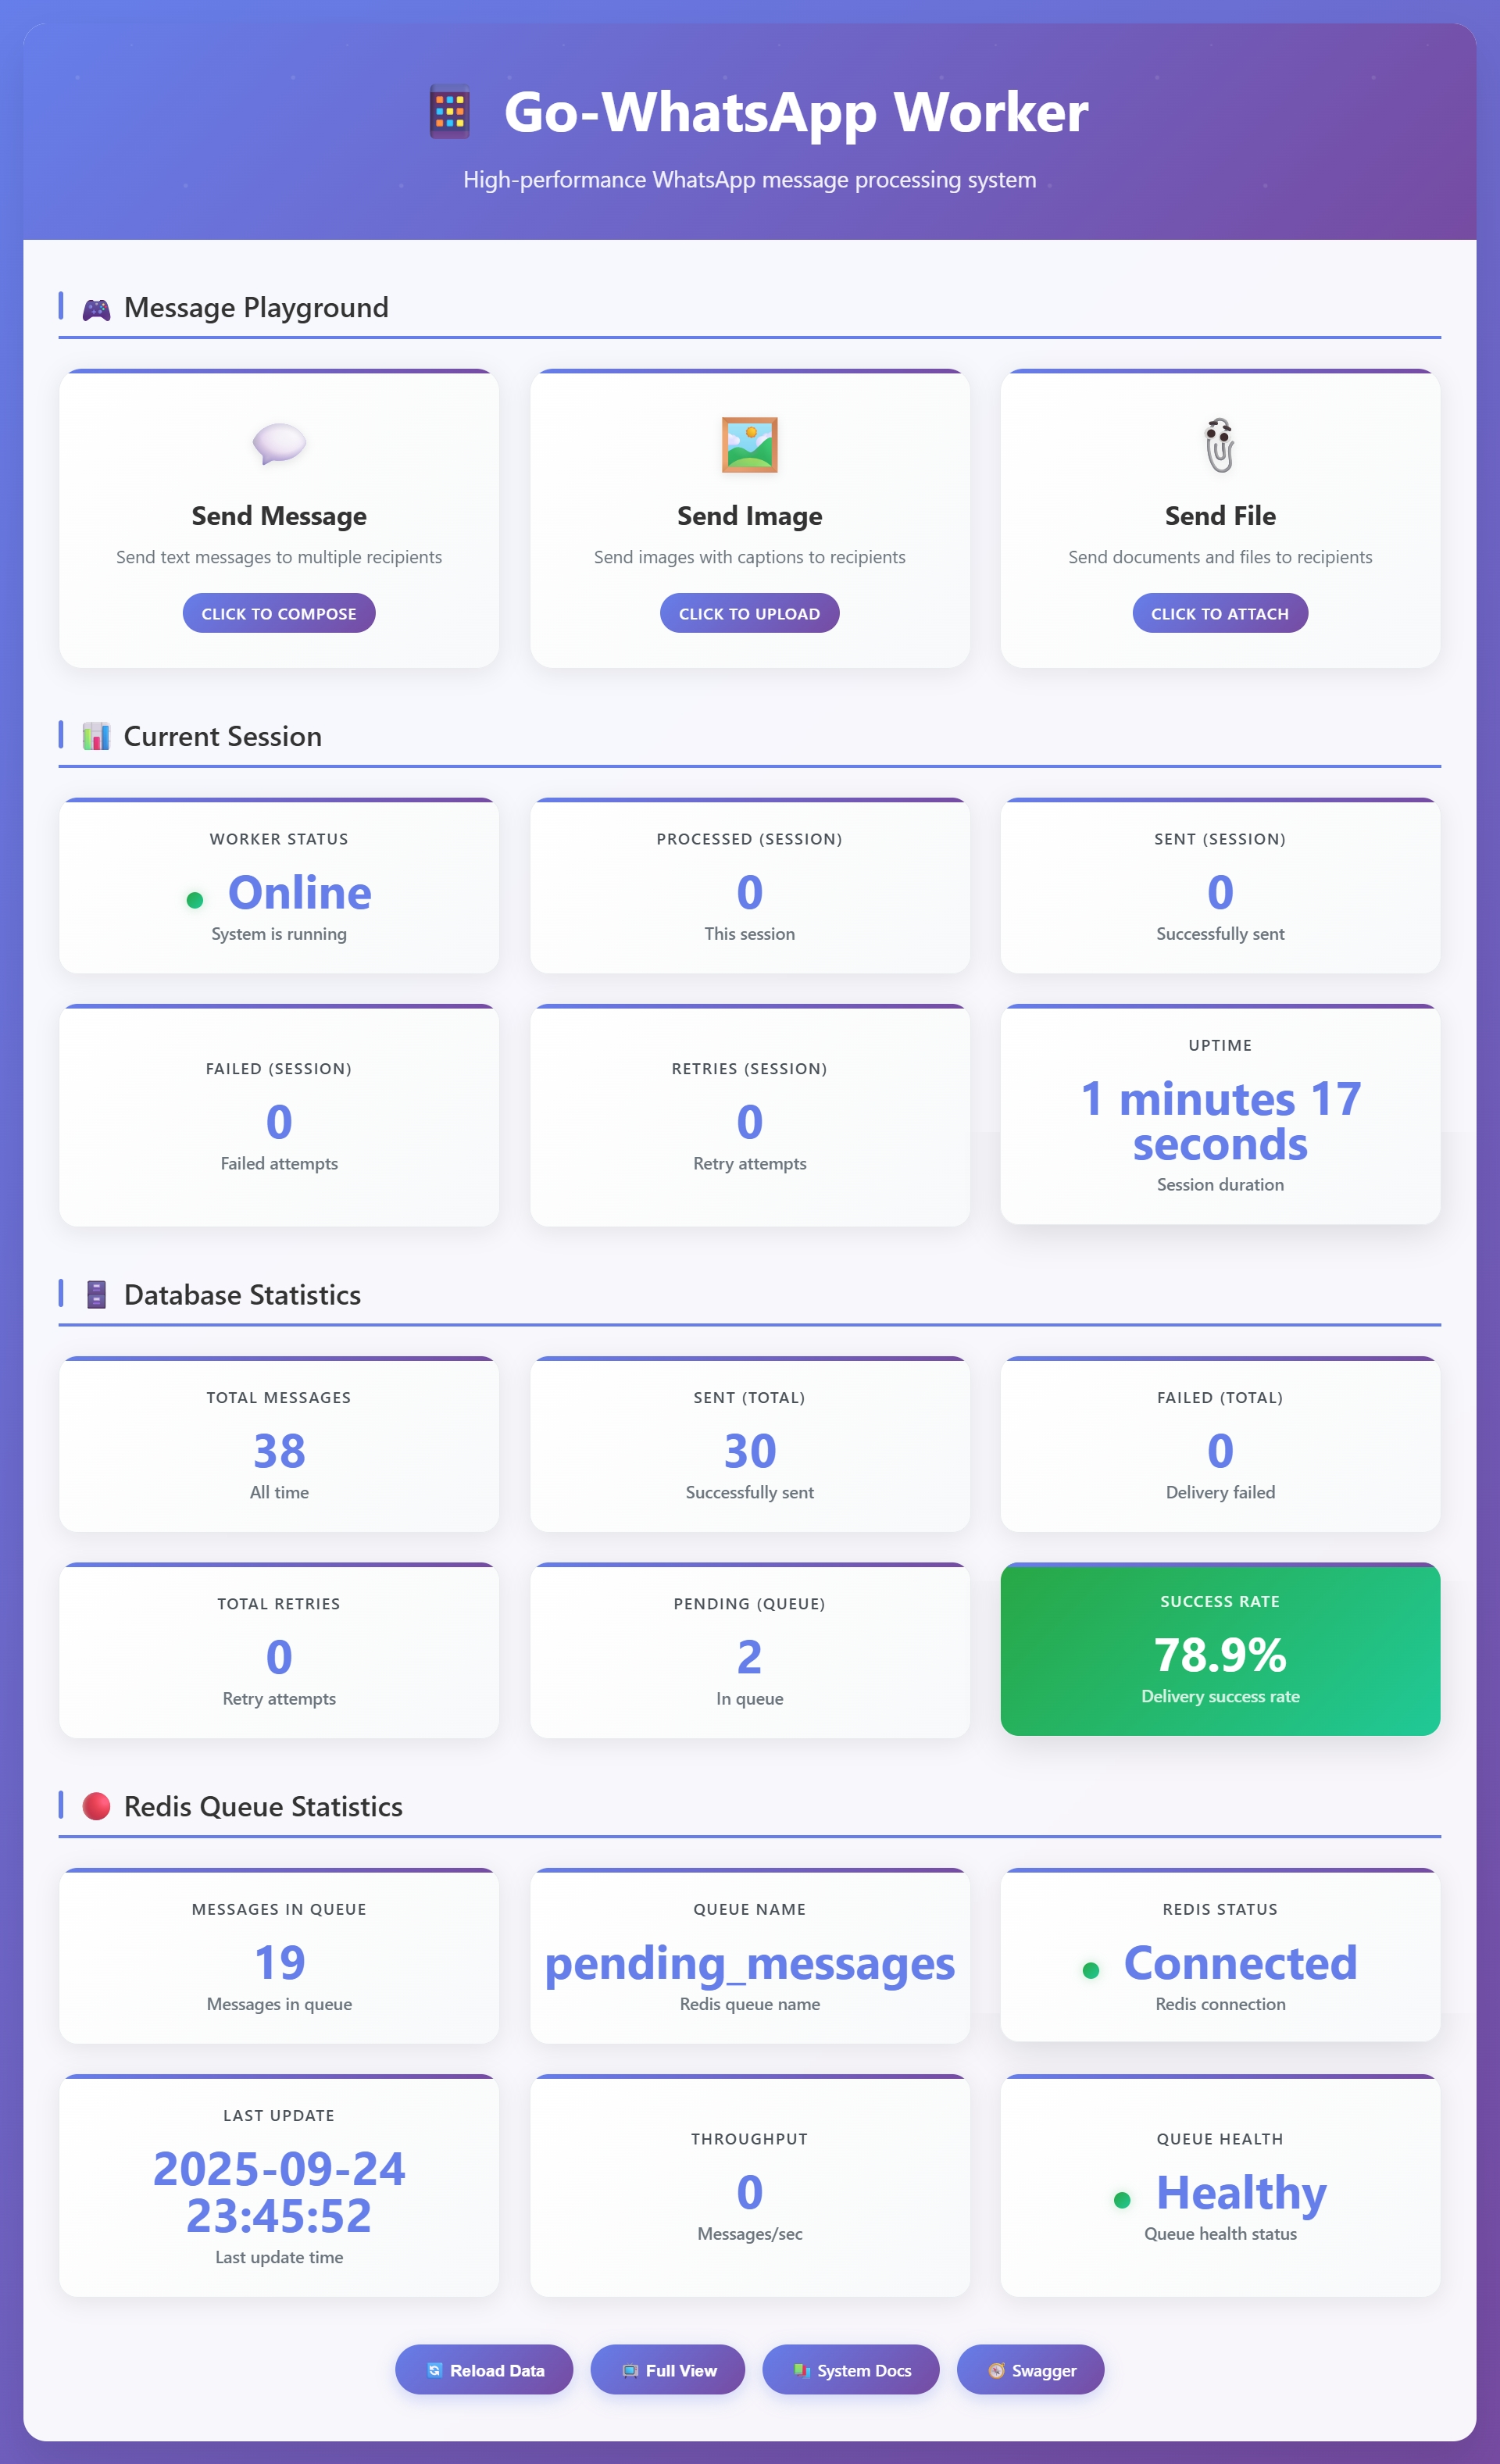 Go-WhatsApp Worker
High-performance WhatsApp message processing system
Message Playground
Send Message
Send text messages to multiple recipients
CLICK TO COMPOSE
Send Image
Send images with captions to recipients
CLICK TO UPLOAD
Send File
Send documents and files to recipients
CLICK TO ATTACH
Current Session
WORKER STATUS
Online
System is running
PROCESSED (SESSION)
0
This session
SENT (SESSION)
0
Successfully sent
FAILED (SESSION)
0
Failed attempts
RETRIES (SESSION)
0
Retry attempts
UPTIME
1 minutes 17
seconds
Session duration
Database Statistics
TOTAL MESSAGES
38
All time
SENT (TOTAL)
30
Successfully sent
FAILED (TOTAL)
0
Delivery failed
TOTAL RETRIES
0
Retry attempts
PENDING (QUEUE)
2
In queue
SUCCESS RATE
78.9%
Delivery success rate
Redis Queue Statistics
MESSAGES IN QUEUE
19
Messages in queue
QUEUE NAME
pending_messages
Redis queue name
REDIS STATUS
Connected
Redis connection
LAST UPDATE
2025-09-24
23:45:52
Last update time
THROUGHPUT
0
Messages/sec
QUEUE HEALTH
Healthy
Queue health status
Reload Data
Full View
System Docs
Swagger